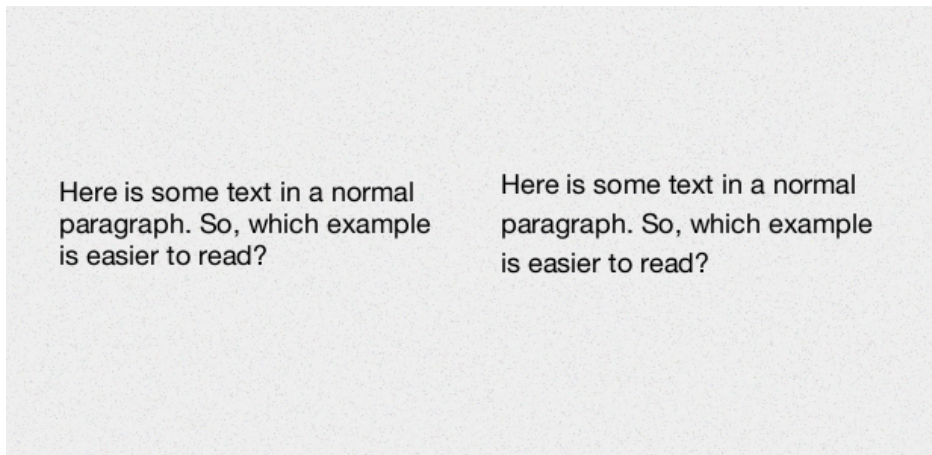 Here is some text in a normal
paragraph. So, which example
is easier to read?
Here is some text in a normal
paragraph. So, which example
is easier to read?